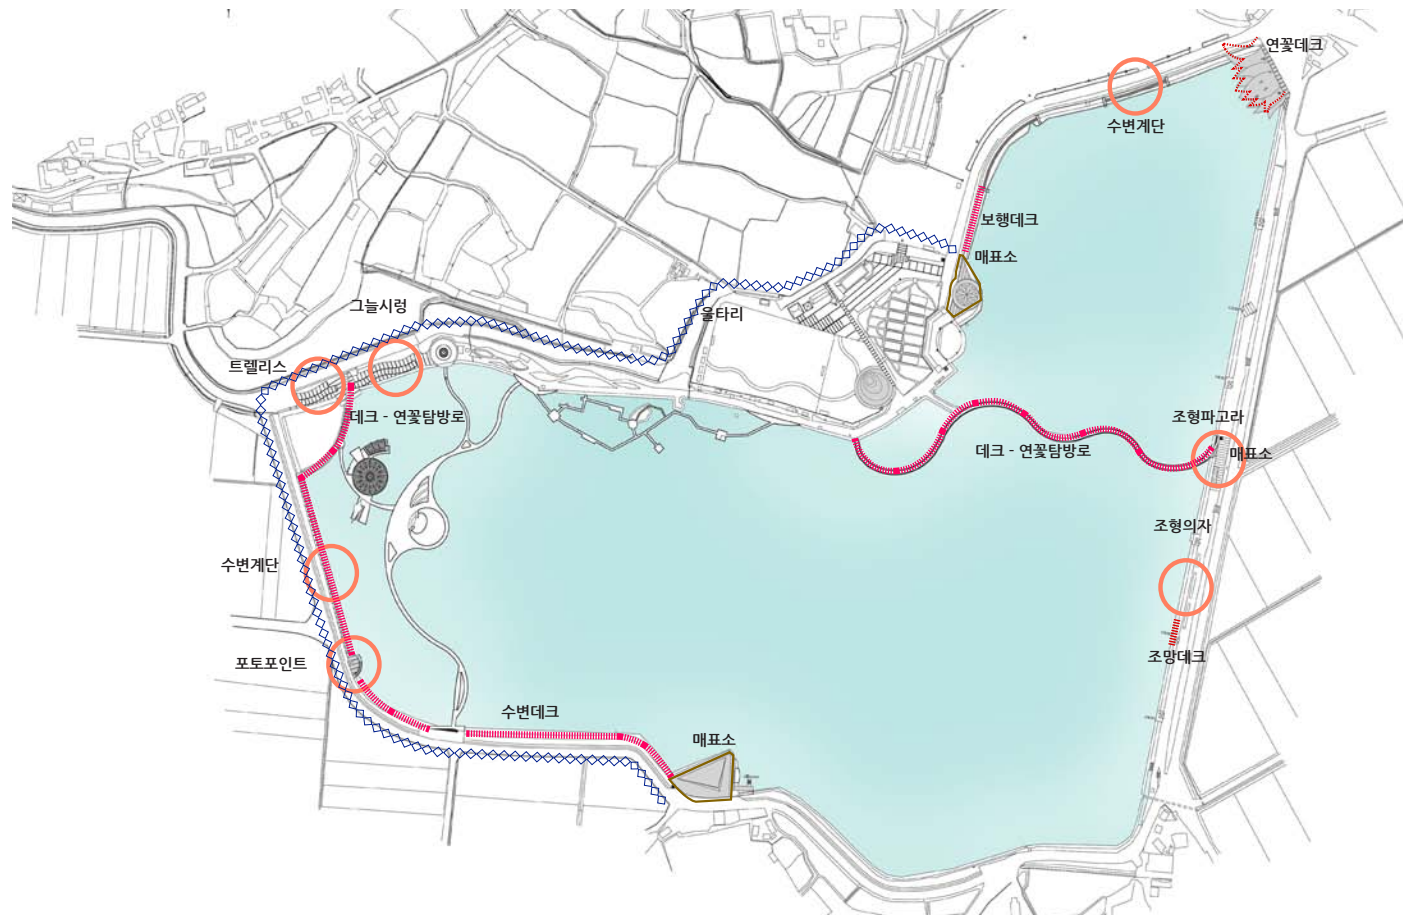 연꽃데크
수변계단
보행데크
매표소
그늘시렁
울타리
트렐리스
데크 - 연꽃탐방로
조형파고라
데크 - 연꽃탐방로
매표소
조형의자
수변계단
조망데크
포토포인트
수변데크
매표소